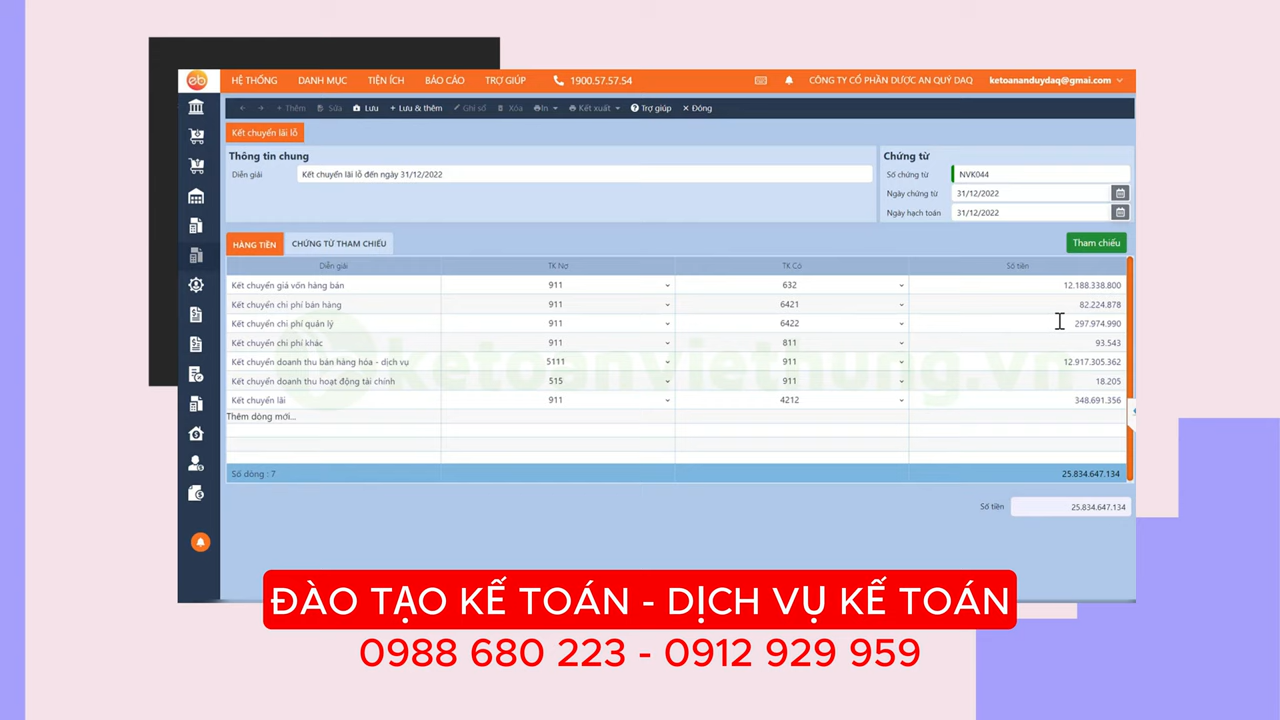 eb HỆ THỐNG DANH MỤC TIỆN ÍCH BÁO CÁO TRỢ GIÚP 1900.57.57.54 CÔNG TY CỔ PHẦN DƯỢC AN QUÝ DAQ ketoananduydaq@gmai.com
+ Thêm Sửa Lưu + Lưu & thêm Ghi sổ Xóa In Kết xuất Trợ giúp Đóng
Kết chuyển lãi lỗ
Thông tin chung
Diễn giải Kết chuyển lãi lỗ đến ngày 31/12/2022
Chứng từ
Số chứng từ NVK044
Ngày chứng từ 31/12/2022
Ngày hạch toán 31/12/2022
HÀNG TIỀN CHỨNG TỪ THAM CHIẾU Tham chiếu
Diễn giải TK Nợ TK Có Số tiền
Kết chuyển giá vốn hàng bán 911 632 12.188.338.800
Kết chuyển chi phí bán hàng 911 6421 82.224.878
Kết chuyển chi phí quản lý 911 6422 297.974.990
Kết chuyển chi phí khác 911 811 93.543
Kết chuyển doanh thu bán hàng hóa - dịch vụ 5111 911 12.917.305.362
Kết chuyển doanh thu hoạt động tài chính 515 911 18.205
Kết chuyển lãi 911 4212 348.691.356
Thêm dòng mới...
ketoanviethung.vn
Số dòng : 7 25.834.647.134
Số tiền 25.834.647.134
ĐÀO TẠO KẾ TOÁN - DỊCH VỤ KẾ TOÁN
0988 680 223 - 0912 929 959